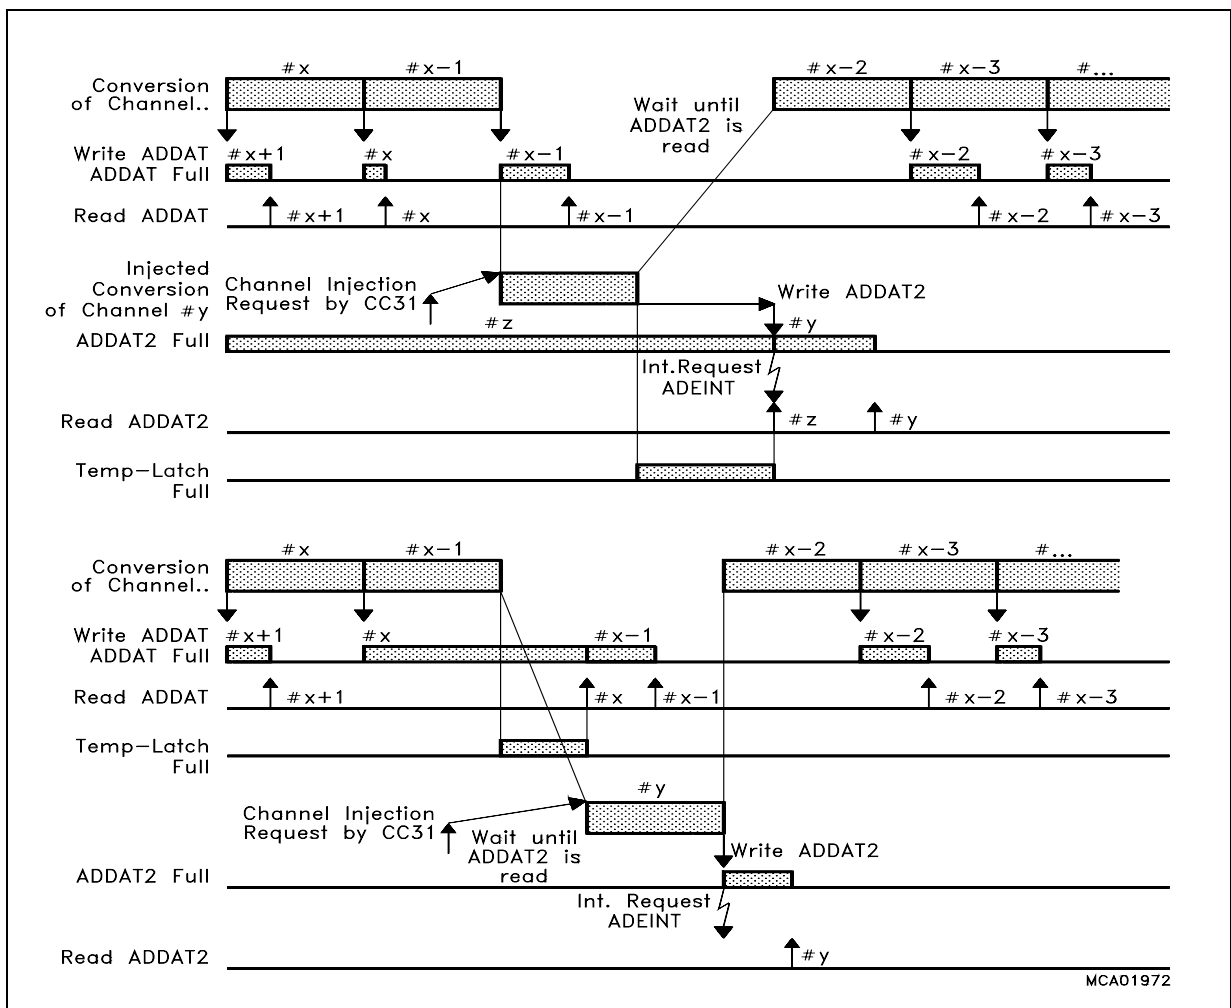 #x #x-1 #x-2 #x-3 #...
Conversion
of Channel..
Wait until
ADDAT2 is
read
Write ADDAT #x+1 #x #x-1 #x-2 #x-3
ADDAT Full
Read ADDAT #x+1 #x #x-1 #x-2 #x-3
Injected
Conversion
of Channel #y
Channel Injection
Request by CC31
Write ADDAT2
#z #y
ADDAT2 Full
Int.Request
ADEINT
Read ADDAT2 #z #y
Temp-Latch
Full
#x #x-1 #x-2 #x-3 #...
Conversion
of Channel..
Write ADDAT #x+1 #x #x-1 #x-2 #x-3
ADDAT Full
Read ADDAT #x+1 #x #x-1 #x-2 #x-3
Temp-Latch
Full
#y
Channel Injection
Request by CC31
Wait until
ADDAT2 is
read
Write ADDAT2
ADDAT2 Full
Int. Request
ADEINT
Read ADDAT2 #y
MCA01972